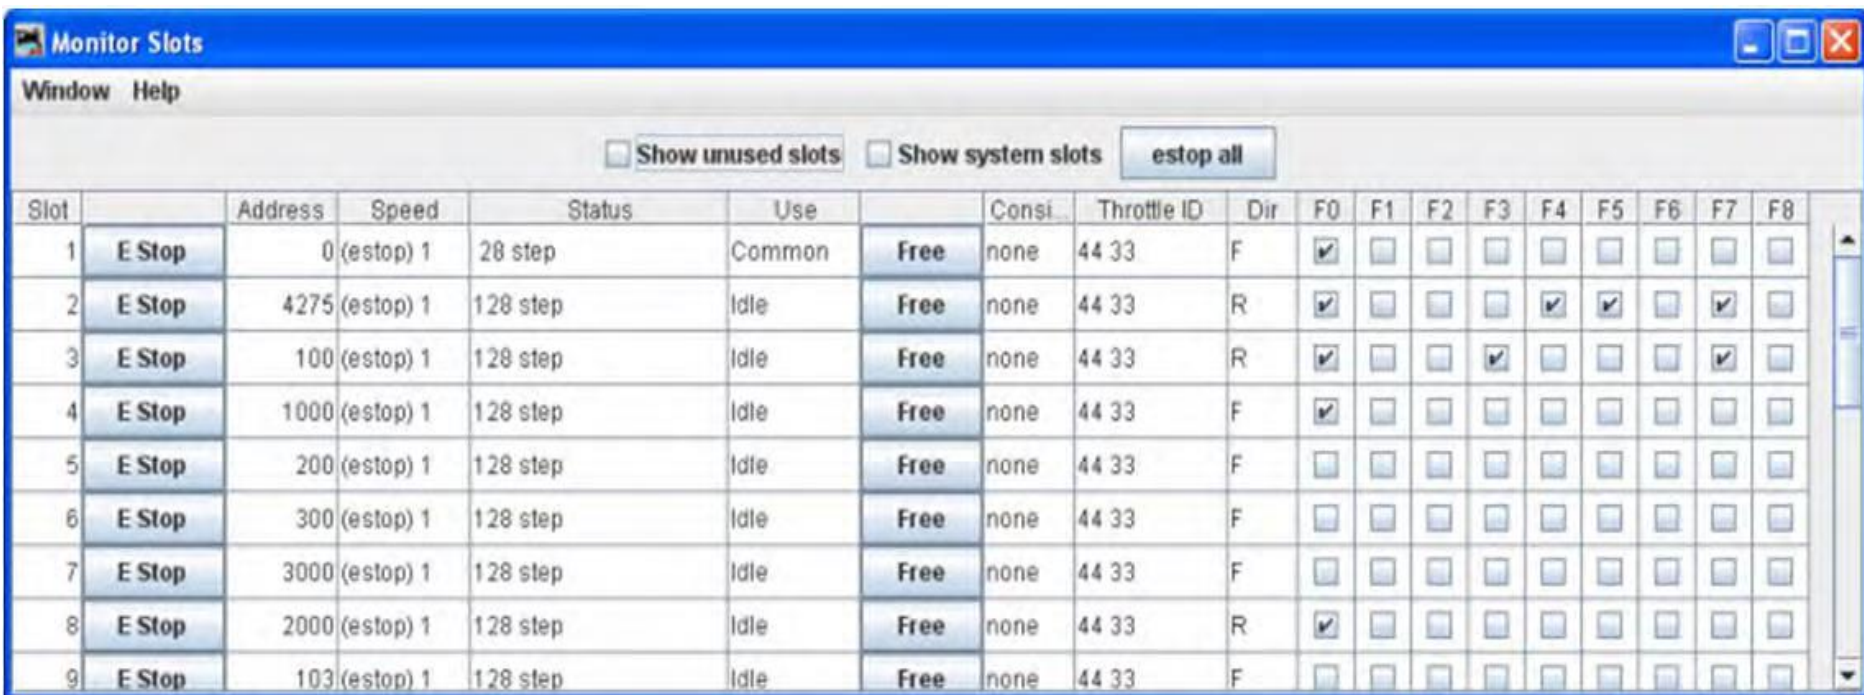 Monitor Slots
Window Help
Show unused slots Show system slots estop all
Slot Address Speed Status Use Consi... Throttle ID Dir F0 F1 F2 F3 F4 F5 F6 F7 F8
1 E Stop 0 (estop) 1 28 step Common Free none 44 33 F
2 E Stop 4275 (estop) 1 128 step Idle Free none 44 33 R
3 E Stop 100 (estop) 1 128 step Idle Free none 44 33 R
4 E Stop 1000 (estop) 1 128 step Idle Free none 44 33 F
5 E Stop 200 (estop) 1 128 step Idle Free none 44 33 F
6 E Stop 300 (estop) 1 128 step Idle Free none 44 33 F
7 E Stop 3000 (estop) 1 128 step Idle Free none 44 33 F
8 E Stop 2000 (estop) 1 128 step Idle Free none 44 33 R
9 E Stop 103 (estop) 1 128 step Idle Free none 44 33 F